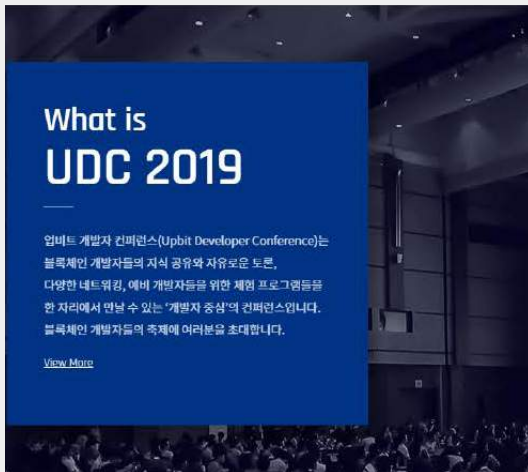 What is
UDC 2019
업비트 개발자 컨퍼런스(Upbit Developer Conference)는
블록체인 개발자들의 지식 공유와 자유로운 토론,
다양한 네트워킹, 예비 개발자들을 위한 체험 프로그램들을
한 자리에서 만날 수 있는 '개발자 중심'의 컨퍼런스입니다.
블록체인 개발자들의 축제에 여러분을 초대합니다.
View More